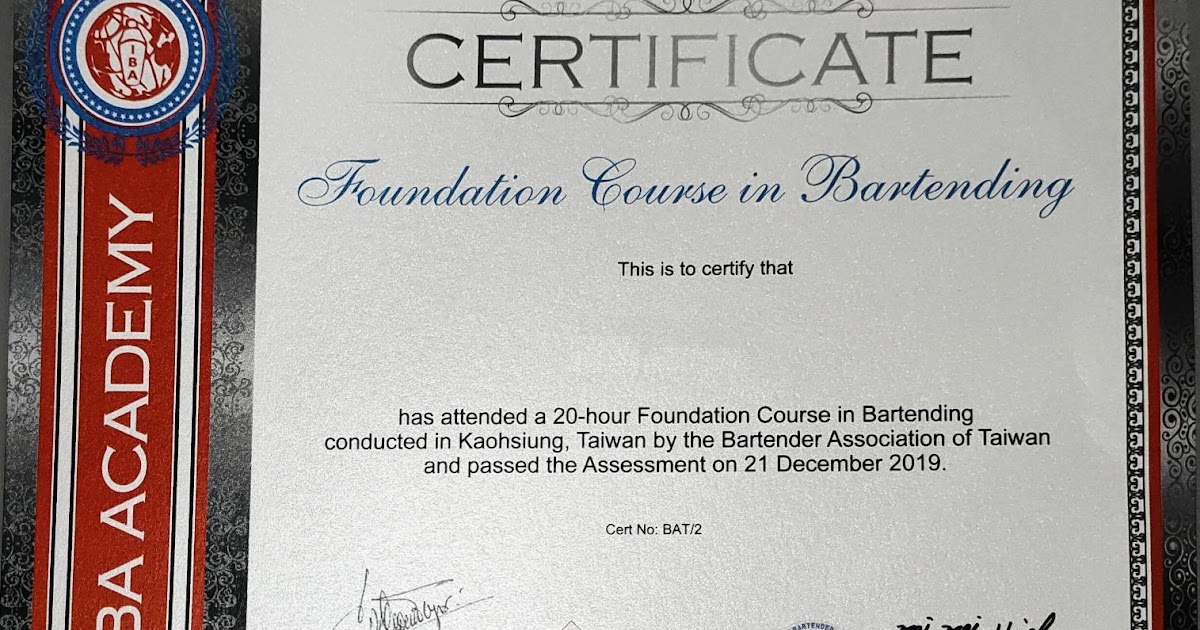 IBA
CERTIFICATE
Foundation Course in Bartending
This is to certify that
has attended a 20-hour Foundation Course in Bartending
conducted in Kaohsiung, Taiwan by the Bartender Association of Taiwan
and passed the Assessment on 21 December 2019.
Cert No: BAT/2
BA ACADEMY
BARTENDER